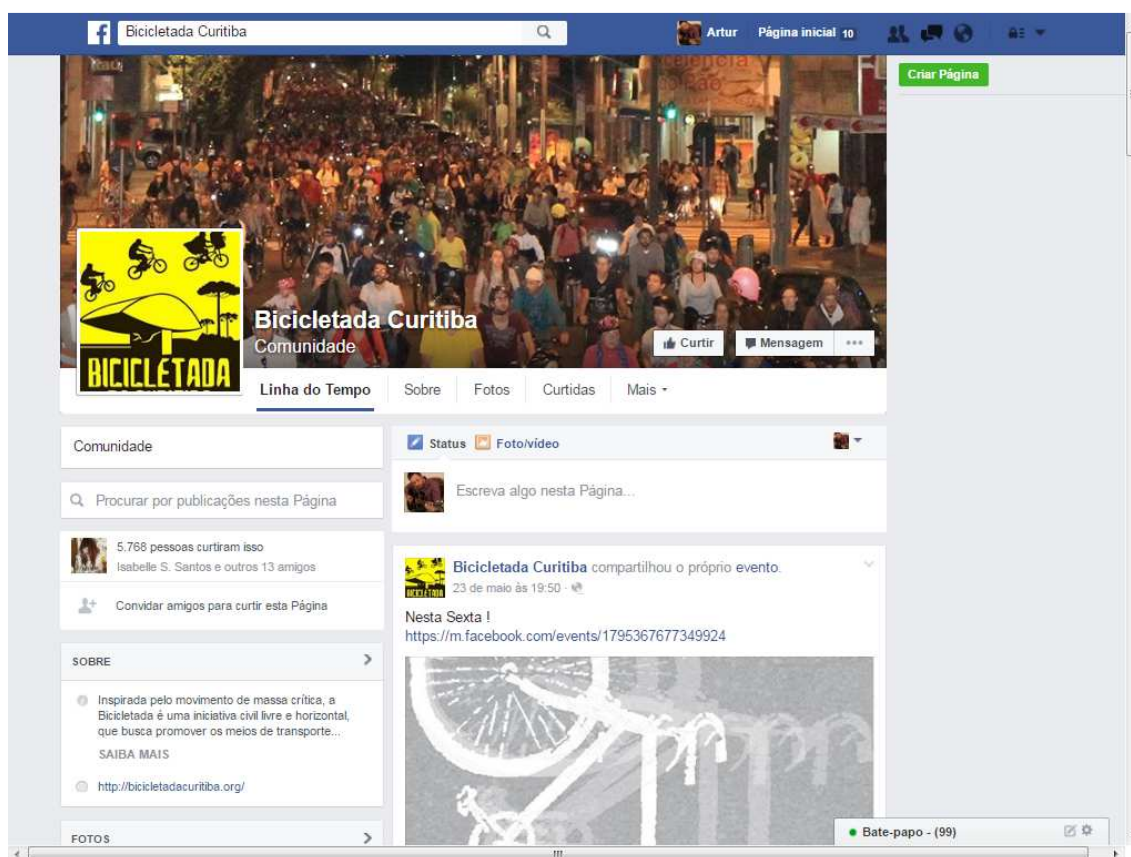 Bicicletada Curitiba
Artur Página inicial 10
Criar Página
BICICLETADA
Bicicletada Curitiba
Comunidade
Curtir Mensagem
Linha do Tempo Sobre Fotos Curtidas Mais
Comunidade
Procurar por publicações nesta Página
5.768 pessoas curtiram isso
Isabelle S. Santos e outros 13 amigos
Convidar amigos para curtir esta Página
SOBRE
Inspirada pelo movimento de massa crítica, a
Bicicletada é uma iniciativa civil livre e horizontal,
que busca promover os meios de transporte...
SAIBA MAIS
http://bicicletadacuritiba.org/
FOTOS
Status Foto/vídeo
Escreva algo nesta Página...
Bicicletada Curitiba compartilhou o próprio evento.
23 de maio às 19:50 ·
BICICLETADA
Nesta Sexta !
https://m.facebook.com/events/1795367677349924
Bate-papo - (99)